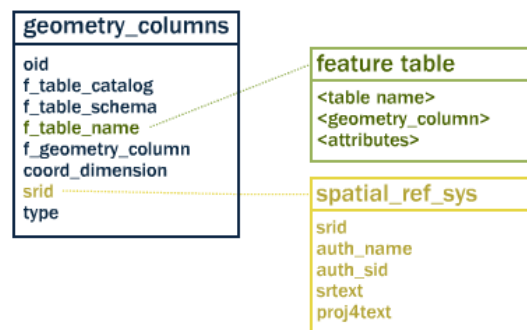 geometry_columns
oid
f_table_catalog
f_table_schema
f_table_name
f_geometry_column
coord_dimension
srid
type
feature table
<table name>
<geometry_column>
<attributes>
spatial_ref_sys
srid
auth_name
auth_sid
srtext
proj4text